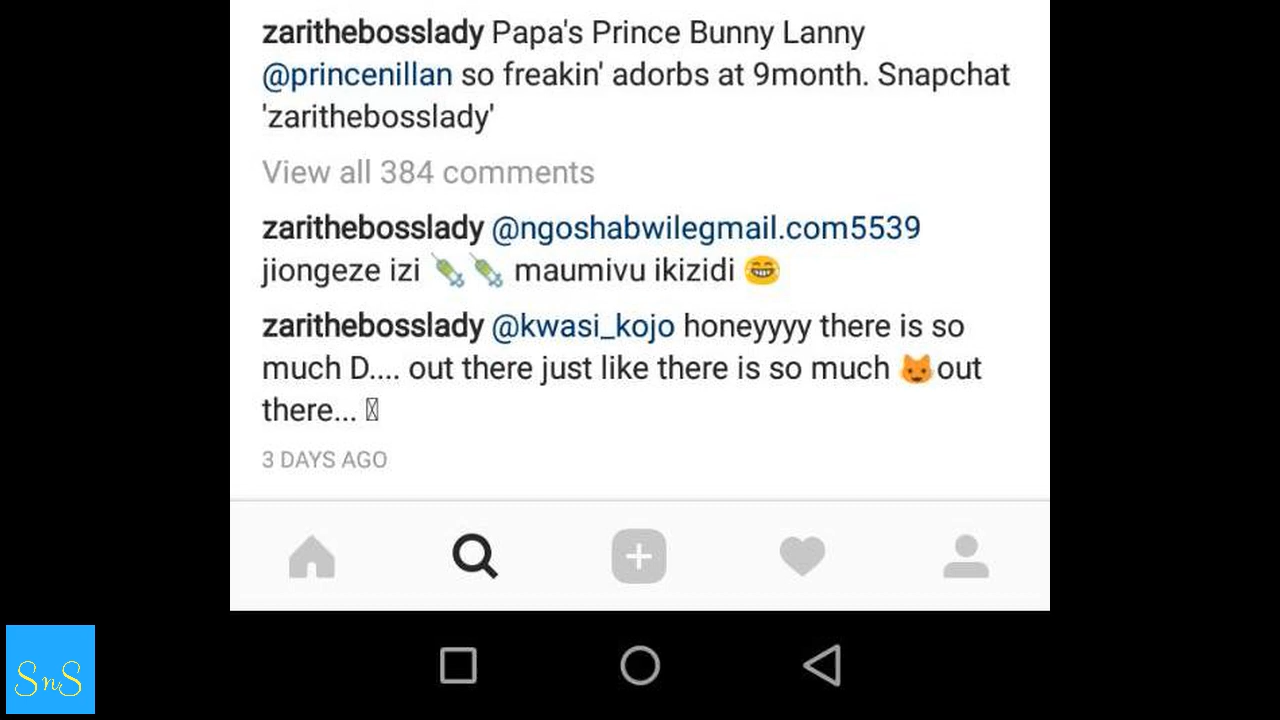 zarithebosslady Papa's Prince Bunny Lanny
@princenillan so freakin' adorbs at 9month. Snapchat
'zarithebosslady'
View all 384 comments
zarithebosslady @ngoshabwilegmail.com5539
jiongeze izi 💉💉 maumivu ikizidi 😂
zarithebosslady @kwasi_kojo honeyyyy there is so
much D.... out there just like there is so much 🐱out
there...
3 DAYS AGO
SnS